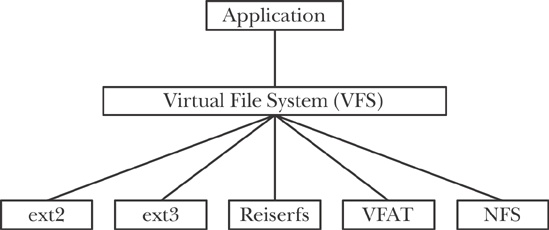 Application
Virtual File System (VFS)
ext2 ext3 Reiserfs VFAT NFS